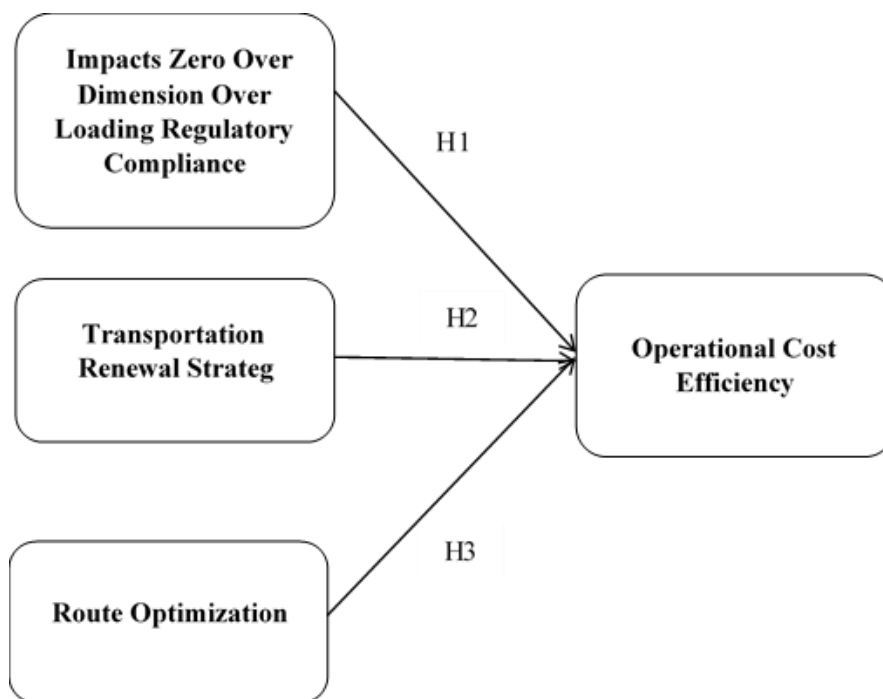 Impacts Zero Over
Dimension Over
Loading Regulatory
Compliance
H1
Transportation
Renewal Strateg
H2
Operational Cost
Efficiency
Route Optimization
H3